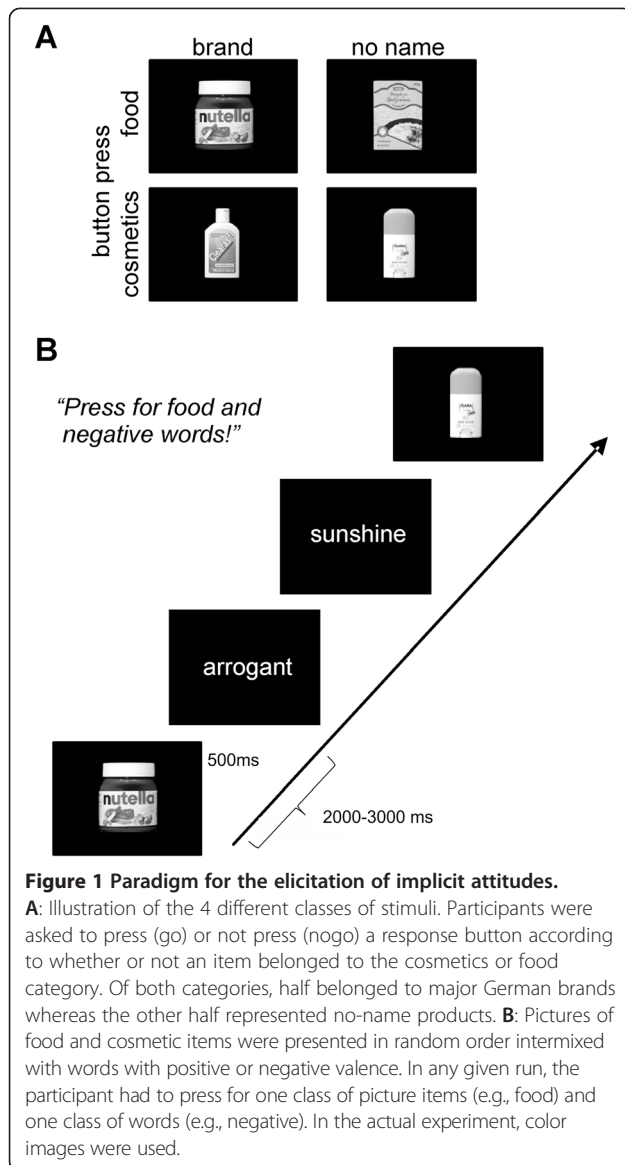 A
brand
no name
button press
food
cosmetics
nutella
Clearasil
B
"Press for food and
negative words!"
sunshine
arrogant
nutella
500ms
2000-3000 ms
Figure 1 Paradigm for the elicitation of implicit attitudes.
A: Illustration of the 4 different classes of stimuli. Participants were
asked to press (go) or not press (nogo) a response button according
to whether or not an item belonged to the cosmetics or food
category. Of both categories, half belonged to major German brands
whereas the other half represented no-name products. B: Pictures of
food and cosmetic items were presented in random order intermixed
with words with positive or negative valence. In any given run, the
participant had to press for one class of picture items (e.g., food) and
one class of words (e.g., negative). In the actual experiment, color
images were used.